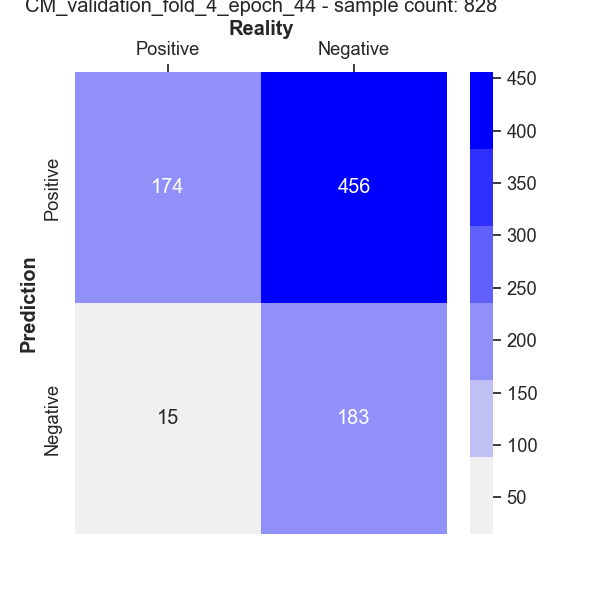 CM_validation_fold_4_epoch_44 - sample count: 828
Reality
Positive Negative
Prediction
Positive
174 456
Negative
15 183
450
400
350
300
250
200
150
100
50